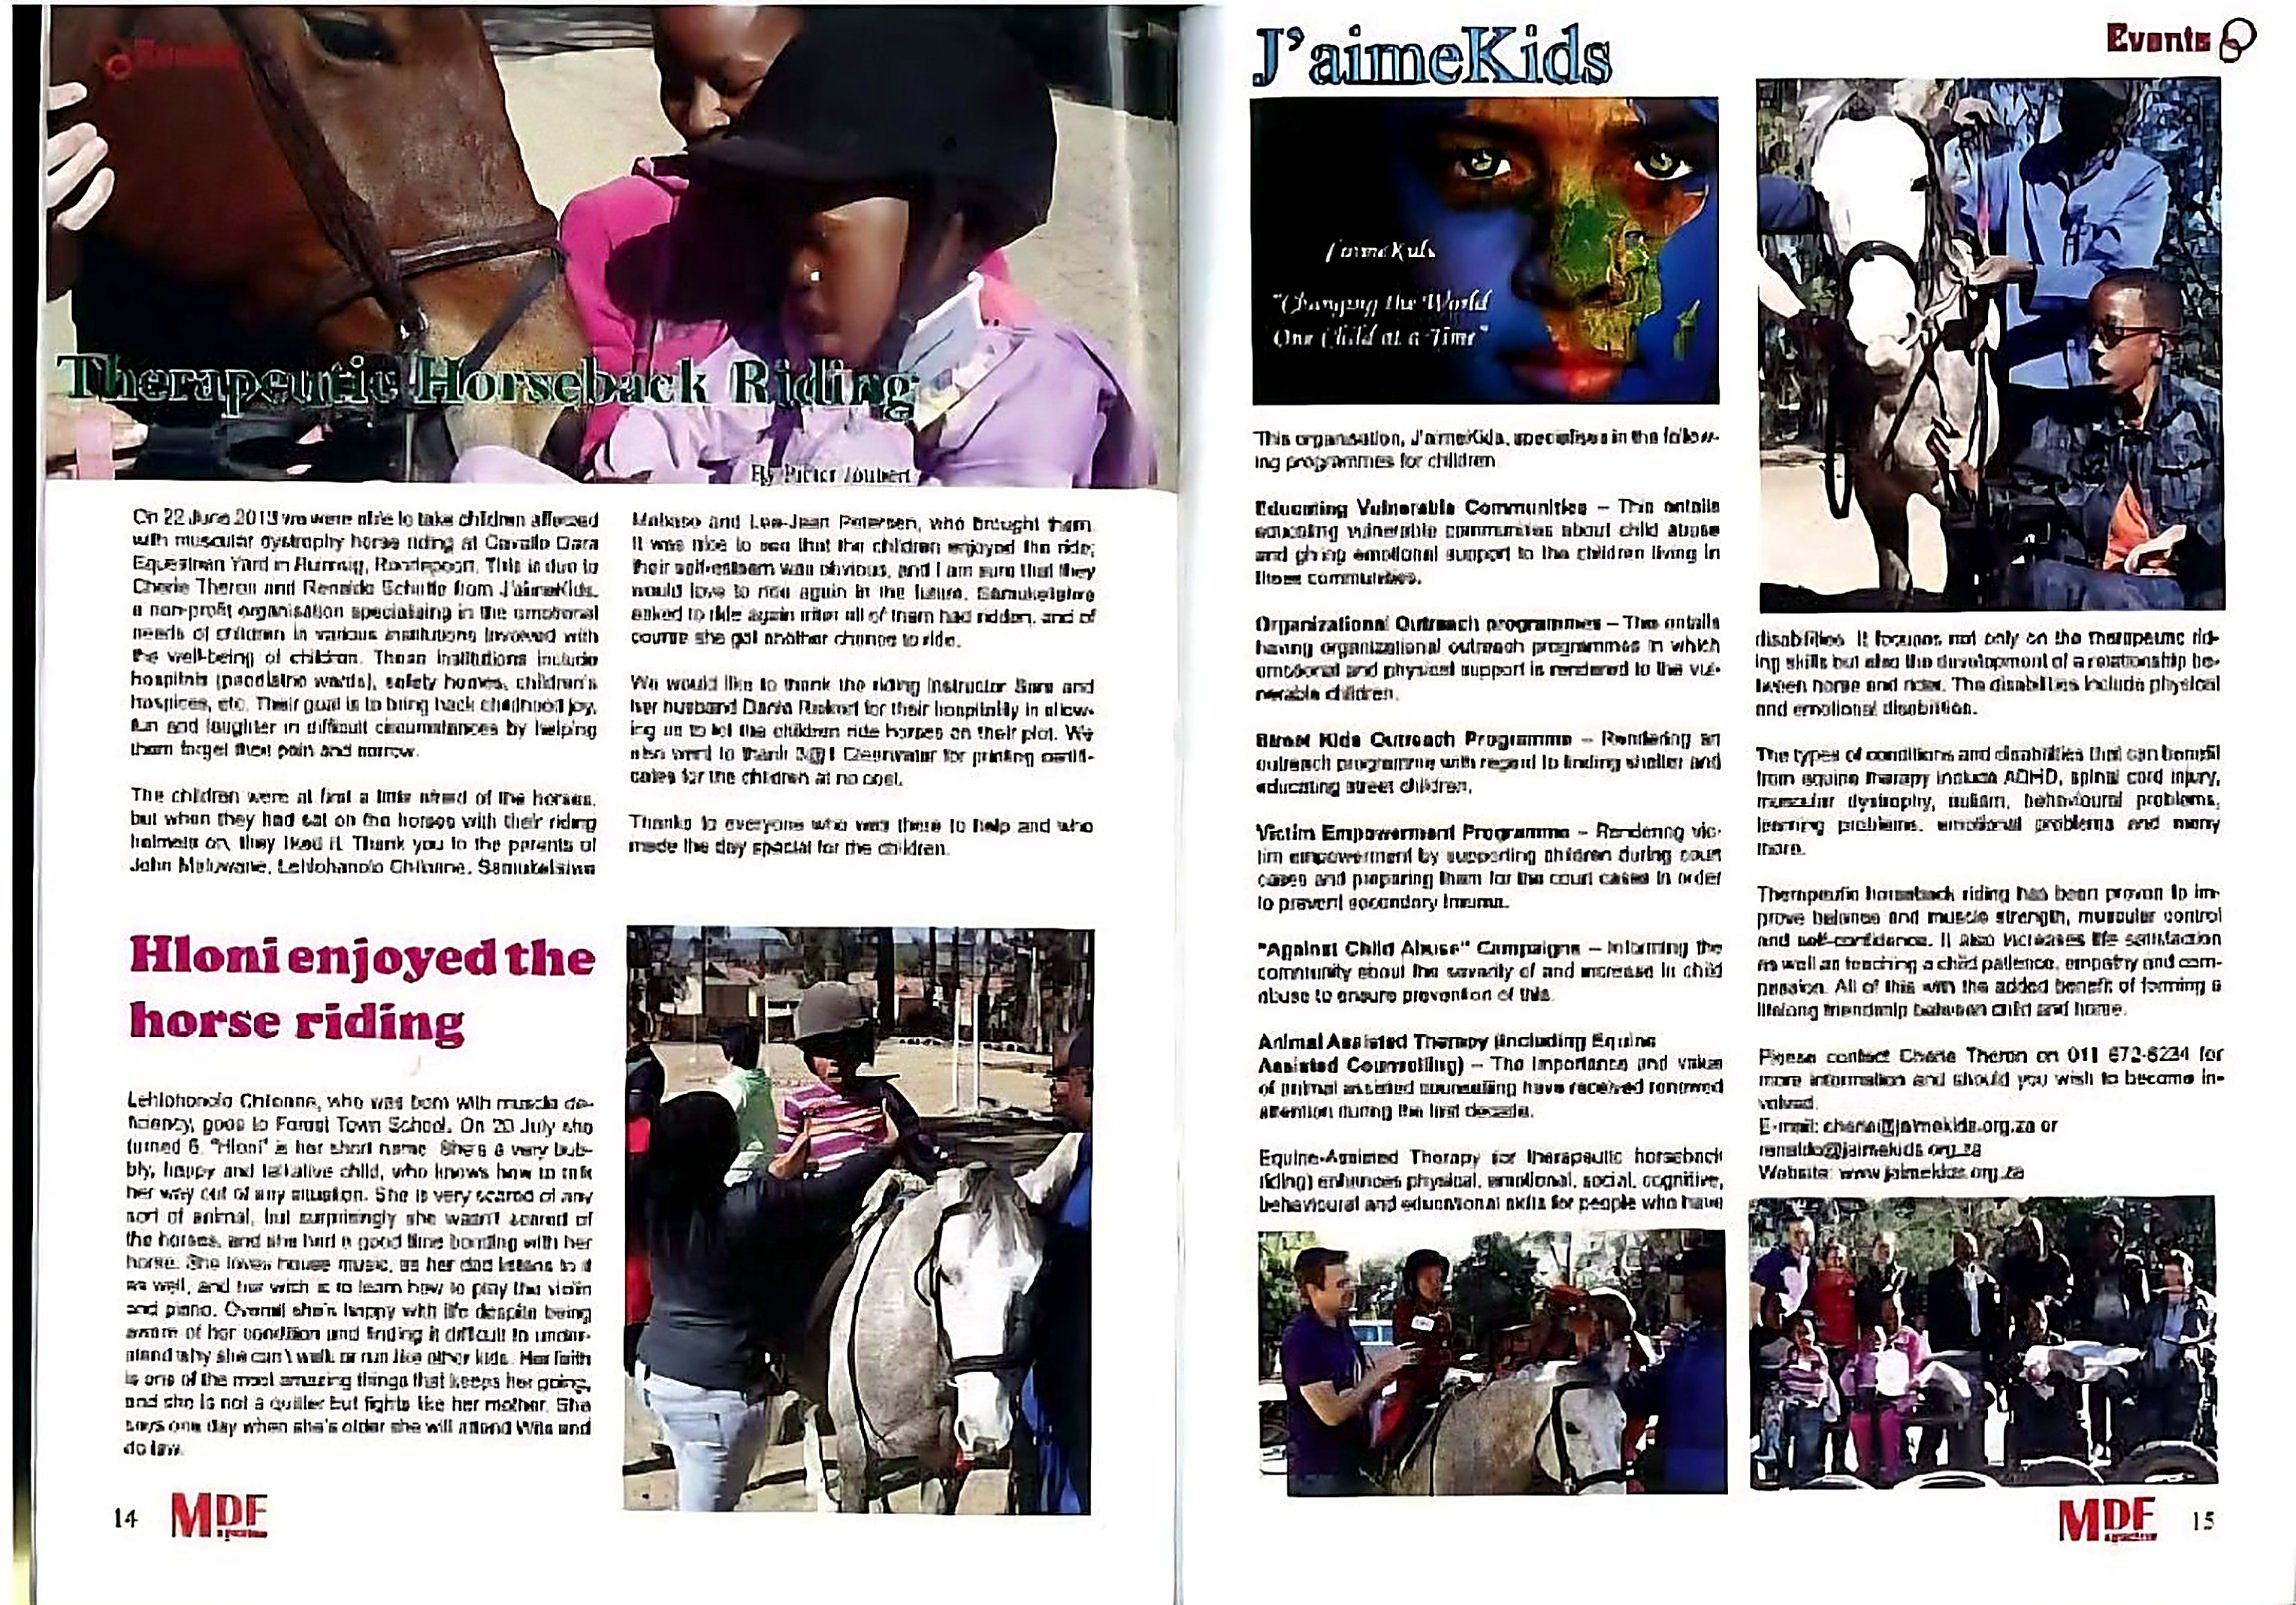 Therapeutic Horseback Riding
By Pieter Joubert
On 22 June 2013 we were able to take children affected
with muscular dystrophy horse riding at Cavallo Dara
Equestrian Yard in Ruimsig, Roodepoort. This is due to
Cherie Theron and Renaldo Schutte from J'aimeKids,
a non-profit organisation specialising in the emotional
needs of children in various institutions involved with
the well-being of children. These institutions include
hospitals (paediatric wards), safety homes, children's
hospices, etc. Their goal is to bring back childhood joy,
fun and laughter in difficult circumstances by helping
them forget their pain and sorrow.
The children were at first a little afraid of the horses,
but when they had sat on the horses with their riding
helmets on, they liked it. Thank you to the parents of
John Maluwane, Lehlohonolo Chifanne, Samukelsiwe
Mabaso and Lee-Jean Petersen, who brought them.
It was nice to see that the children enjoyed the ride;
their self-esteem was obvious, and I am sure that they
would love to ride again in the future. Samukelsiwe
asked to ride again after all of them had ridden, and of
course she got another chance to ride.
We would like to thank the riding instructor Sara and
her husband for their hospitality in allow-
ing us to let the children ride horses on their plot. We
also want to thank Clearwater for printing certifi-
cates for the children at no cost.
Thanks to everyone who was there to help and who
made the day special for the children.
Hloni enjoyed the
horse riding
Lehlohonolo who was born with muscle de-
ficiency, goes to Forest Town School. On 20 July she
turned 6. "Hloni" is her short name. She's a very bub-
bly, happy and talkative child, who knows how to talk
her way out of any situation. She is very scared of any
sort of animal, but surprisingly she wasn't scared of
the horses, and she had a good time bonding with her
horse. She loves house music, as her dad listens to it
as well, and her wish is to learn how to play the violin
and piano. Overall she's happy with life despite being
aware of her condition and finding it difficult to under-
stand why she can't walk or run like other kids. Her faith
is one of the most amazing things that keeps her going,
and she is not a quitter but fights like her mother. She
says one day when she's older she will attend Wits and
do law.
14 MDF
J'aimeKids
Events
J'aimeKids
"Changing the World
One Child at a Time"
This organisation, J'aimeKids, specialises in the follow-
ing programmes for children
Educating Vulnerable Communities – This entails
educating vulnerable communities about child abuse
and giving emotional support to the children living in
those communities.
Organizational Outreach programmes – This entails
having organizational outreach programmes in which
emotional and physical support is rendered to the vul-
nerable children.
Street Kids Outreach Programme – Rendering an
outreach programme with regard to finding shelter and
educating street children.
Victim Empowerment Programme – Rendering vic-
tim empowerment by supporting children during court
cases and preparing them for the court cases in order
to prevent secondary trauma.
"Against Child Abuse" Campaigns – Informing the
community about the severity of and increase in child
abuse to ensure prevention of this.
Animal Assisted Therapy (including Equine
Assisted Counselling) – The importance and value
of animal assisted counselling have received renewed
attention during the last decade.
Equine-Assisted Therapy (or therapeutic horseback
riding) enhances physical, emotional, social, cognitive,
behavioural and educational skills for people who have
disabilities. It focuses not only on the therapeutic rid-
ing skills but also the development of a relationship be-
tween horse and rider. The disabilities include physical
and emotional disabilities.
The types of conditions and disabilities that can benefit
from equine therapy include ADHD, spinal cord injury,
muscular dystrophy, autism, behavioural problems,
learning problems, emotional problems and many
more.
Therapeutic horseback riding has been proven to im-
prove balance and muscle strength, muscular control
and self-confidence. It also increases life satisfaction
as well as teaching a child patience, empathy and com-
passion. All of this with the added benefit of forming a
lifelong friendship between child and horse.
Please contact Cherie Theron on 011 672-6224 for
more information and should you wish to become in-
volved.
E-mail: cherie@jaimekids.org.za or
renaldo@jaimekids.org.za
Website: www.jaimekids.org.za
MDF 15